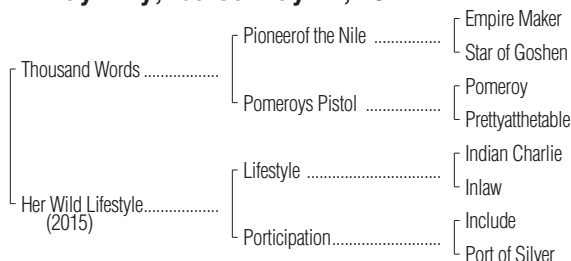 Empire Maker
Pioneerof the Nile ................
Star of Goshen
Thousand Words ...............
Pomeroy
Pomeroys Pistol ...............
Prettyatthetable
Indian Charlie
Lifestyle ...........................
Inlaw
Her Wild Lifestyle...............
(2015)
Include
Porticipation......................
Port of Silver